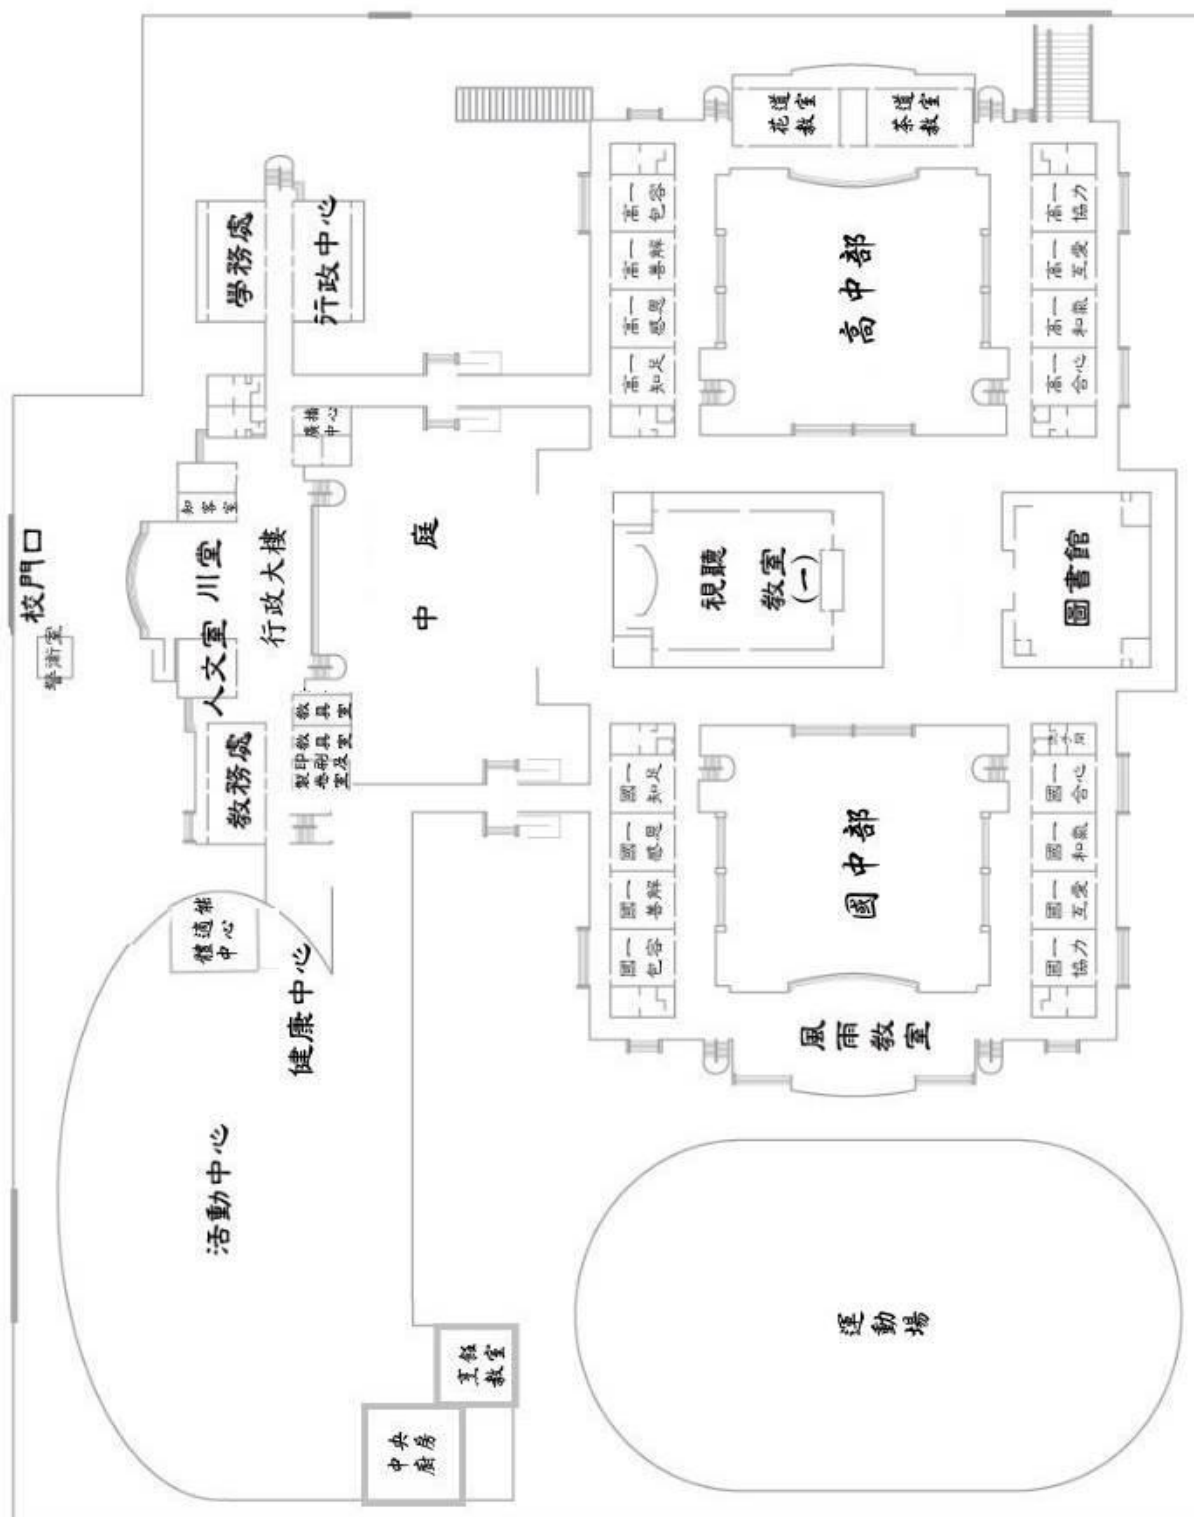 校門口
警衛室
學務處
行政中心
廣播
中心
知客室
川堂
行政大樓
人文室
教務處
教具室
製卷室
印刷及
教具室
體適能
中心
健康中心
活動中心
中庭
烹飪
教室
中央
廚房
花道
教室
茶道
教室
高一
包容
高一
善解
高一
感恩
高一
知足
高中部
高一
協力
高一
互愛
高一
和氣
高一
合心
視聽
教室
(一)
圖書館
國一
知足
國一
感恩
國一
善解
國一
包容
國中部
國一
合心
國一
和氣
國一
互愛
國一
協力
風雨教室
運動場